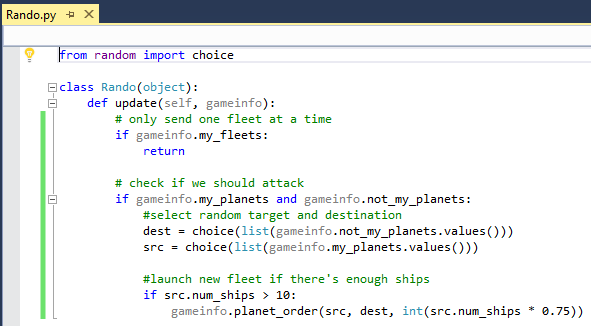 Rando.py
from random import choice
class Rando(object):
    def update(self, gameinfo):
        # only send one fleet at a time
        if gameinfo.my_fleets:
            return
        # check if we should attack
        if gameinfo.my_planets and gameinfo.not_my_planets:
            #select random target and destination
            dest = choice(list(gameinfo.not_my_planets.values()))
            src = choice(list(gameinfo.my_planets.values()))
            #launch new fleet if there's enough ships
            if src.num_ships > 10:
                gameinfo.planet_order(src, dest, int(src.num_ships * 0.75))